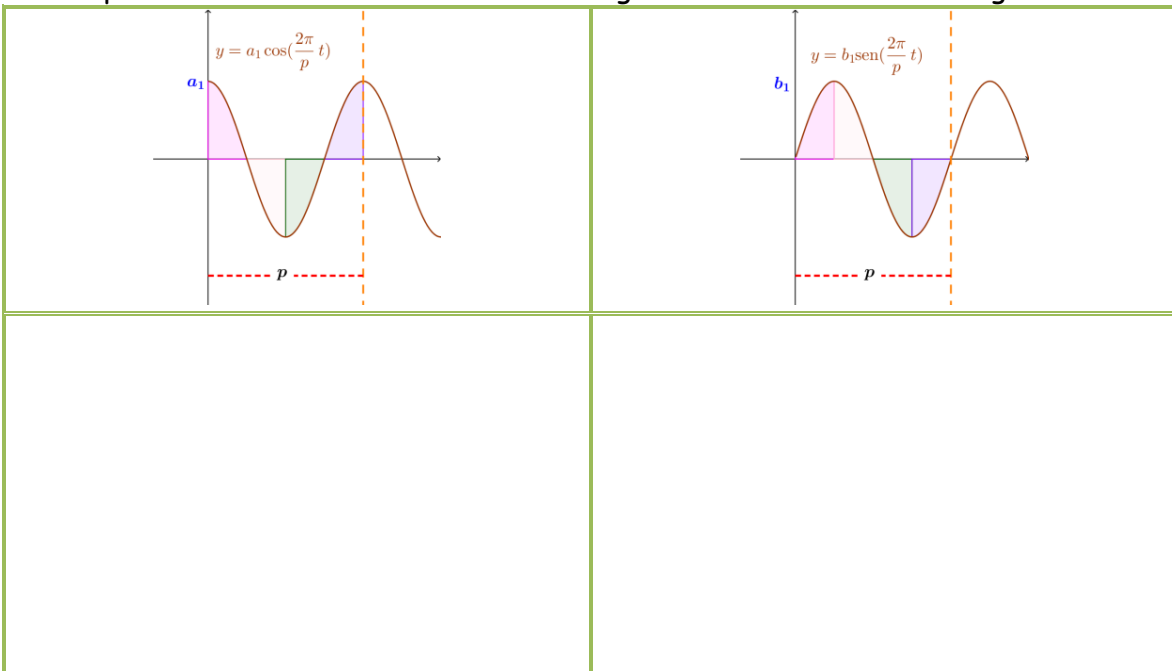 y = a₁ cos(2π/p t)
a₁
p
y = b₁sen(2π/p t)
b₁
p